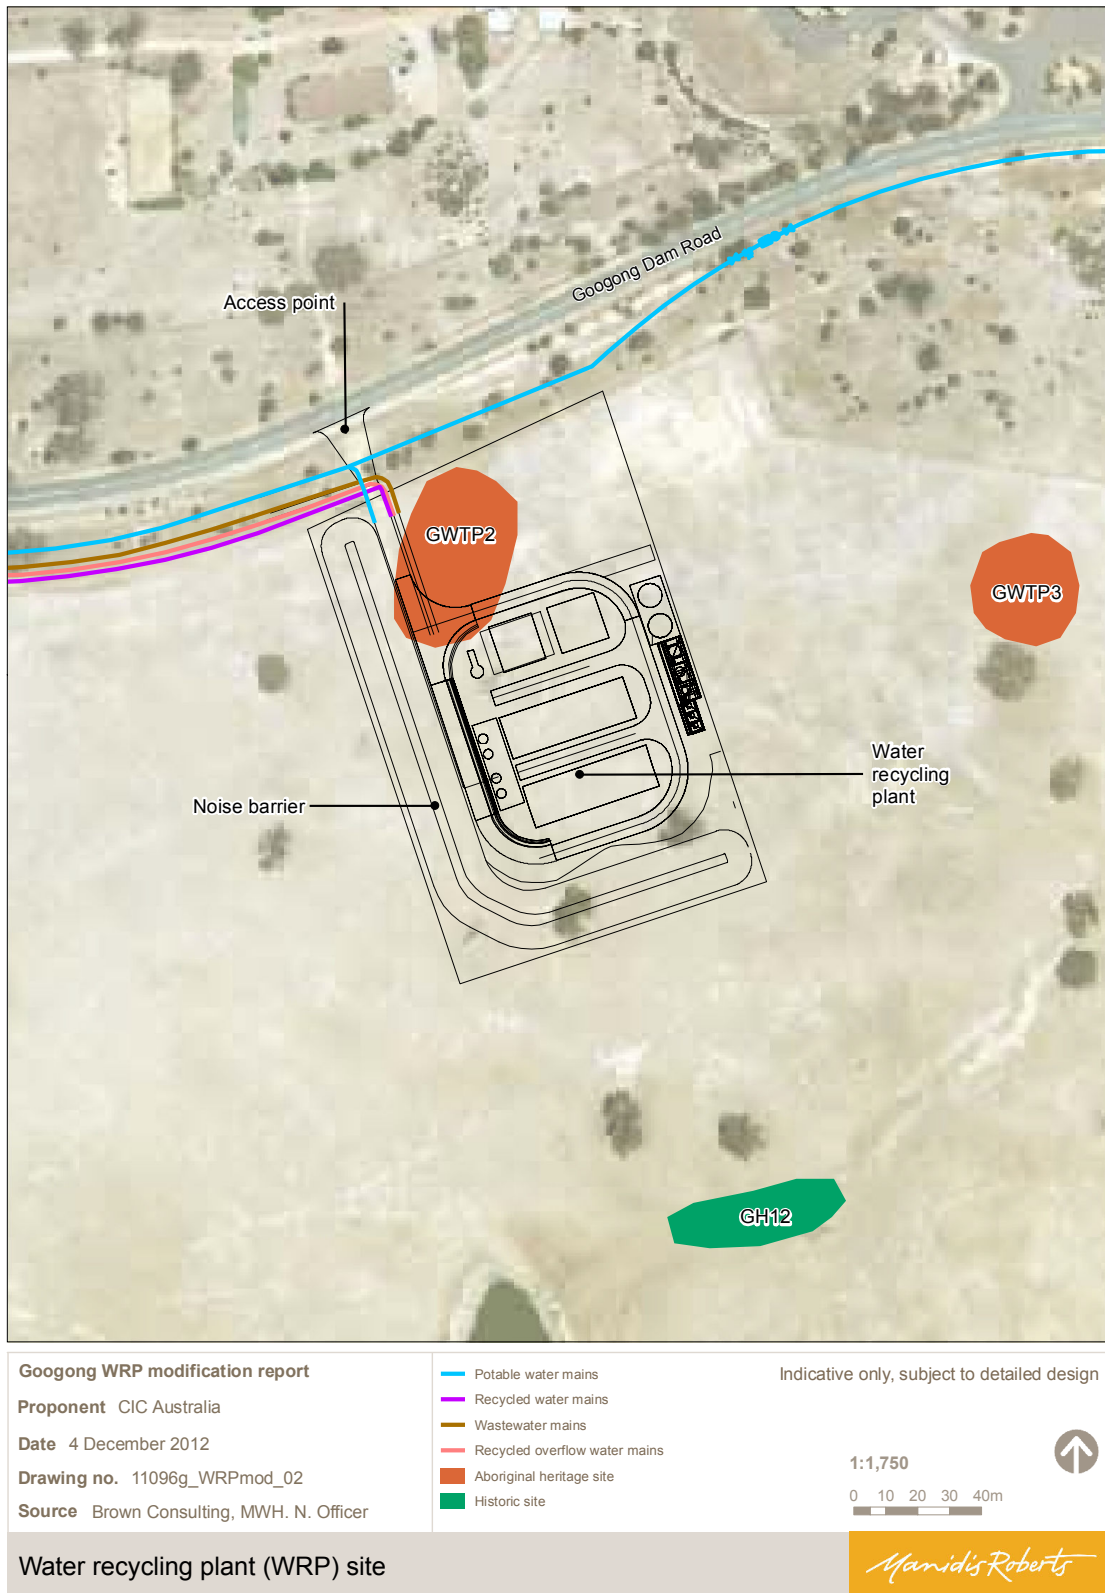 Googong Dam Road
Access point
GWTP2
GWTP3
Water
recycling
plant
Noise barrier
GH12
Googong WRP modification report
Proponent CIC Australia
Date 4 December 2012
Drawing no. 11096g_WRPmod_02
Source Brown Consulting, MWH. N. Officer
Potable water mains
Recycled water mains
Wastewater mains
Recycled overflow water mains
Aboriginal heritage site
Historic site
Indicative only, subject to detailed design
1:1,750
0 10 20 30 40m
Water recycling plant (WRP) site
Manidis Roberts